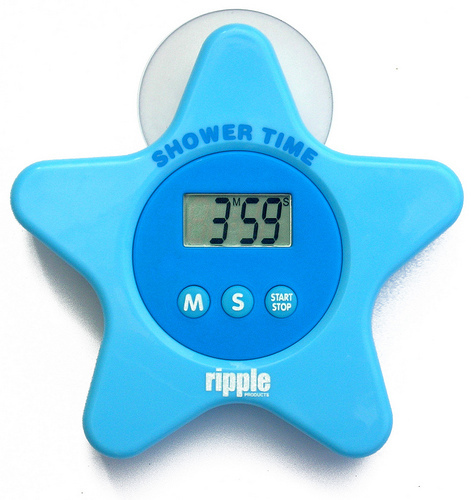 SHOWER TIME
3 M 59 S
M S START
STOP
ripple
PRODUCTS